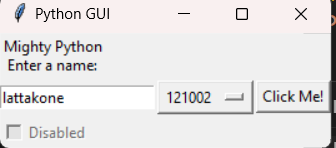 Python GUI
Mighty Python
Enter a name:
lattakone 121002 Click Me!
Disabled